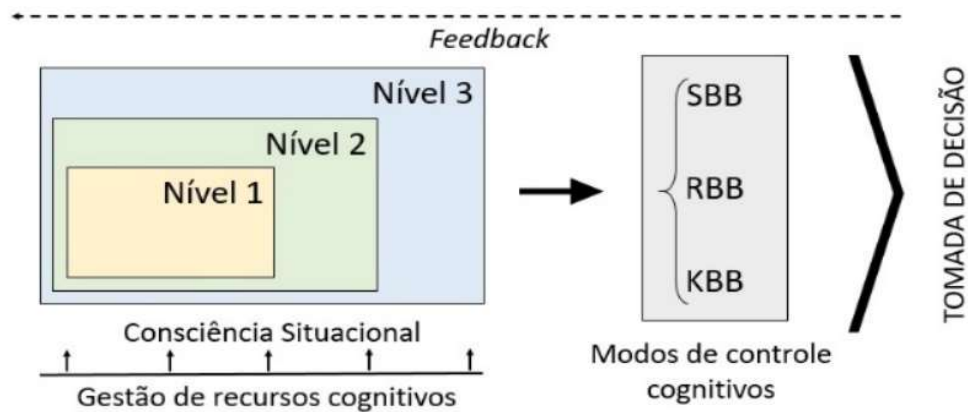 Feedback
Nível 3
Nível 2
Nível 1
Consciência Situacional
Gestão de recursos cognitivos
SBB
RBB
KBB
Modos de controle
cognitivos
TOMADA DE DECISÃO